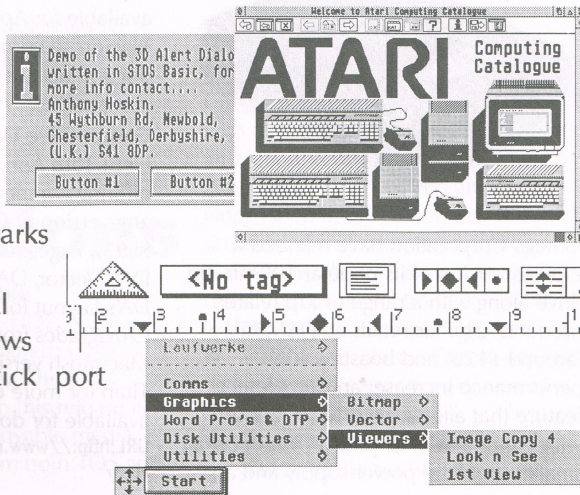 Demo of the 3D Alert Dialo
written in STOS Basic, for
more info contact....
Anthony Hoskin.
45 Wythburn Rd, Newbold,
Chesterfield, Derbyshire,
(U.K.) S41 8DP.
Button #1
Button #2
Welcome to Atari Computing Catalogue
ATARI
Computing
Catalogue
arks
l
ws
ick port
<No tag>
2 3 4 5 6 7 8 9 1
Laufwerke
Comms
Graphics
Word Pro's & DTP
Disk Utilities
Utilities
Start
Bitmap
Vector
Viewers
Image Copy 4
Look n See
1st View